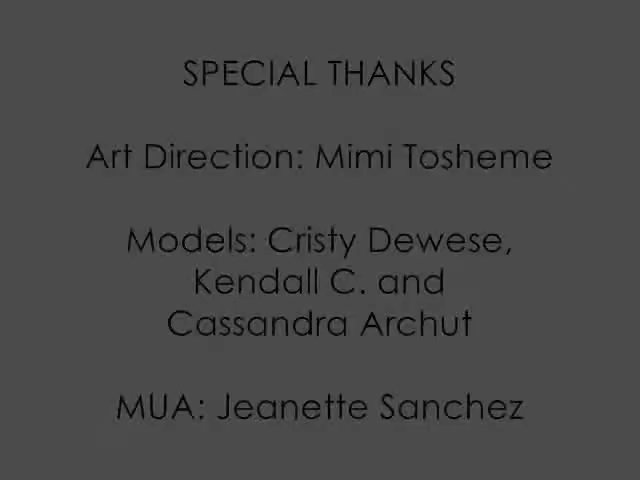 SPECIAL THANKS
Art Direction: Mimi Tosheme
Models: Cristy Dewese,
Kendall C. and
Cassandra Archut
MUA: Jeanette Sanchez